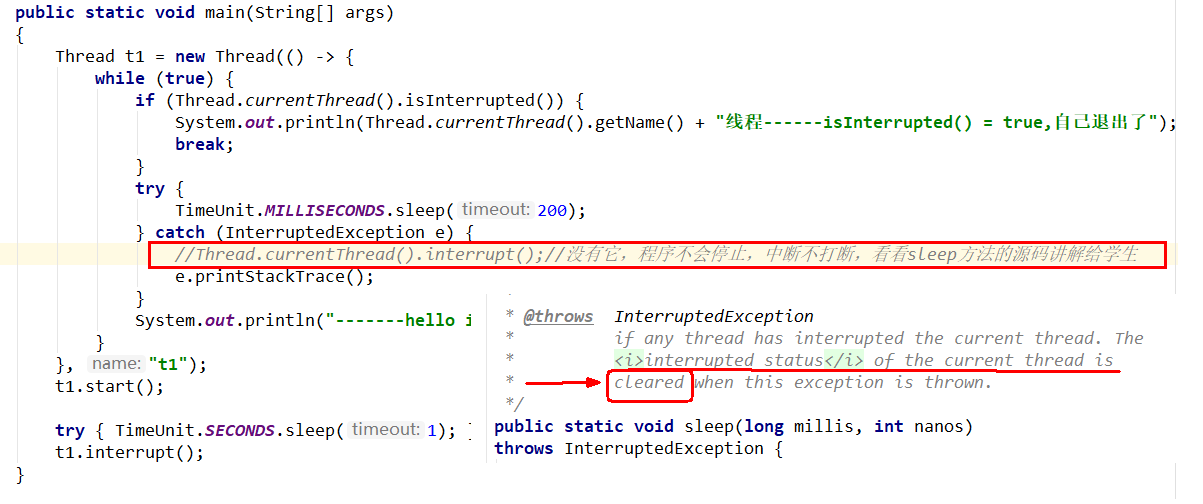 public static void main(String[] args)
{
Thread t1 = new Thread(() -> {
while (true) {
if (Thread.currentThread().isInterrupted()) {
System.out.println(Thread.currentThread().getName() + "线程------isInterrupted() = true,自己退出了");
break;
}
try {
TimeUnit.MILLISECONDS.sleep( timeout: 200);
} catch (InterruptedException e) {
//Thread.currentThread().interrupt();//没有它，程序不会停止，中断不打断，看看sleep方法的源码讲解给学生
e.printStackTrace();
}
System.out.println("-------hello i
}
}, name: "t1");
t1.start();
try { TimeUnit.SECONDS.sleep( timeout: 1); }
t1.interrupt();
}
*
* @throws InterruptedException
* if any thread has interrupted the current thread. The
* <i>interrupted status</i> of the current thread is
* cleared when this exception is thrown.
*/
public static void sleep(long millis, int nanos)
throws InterruptedException {